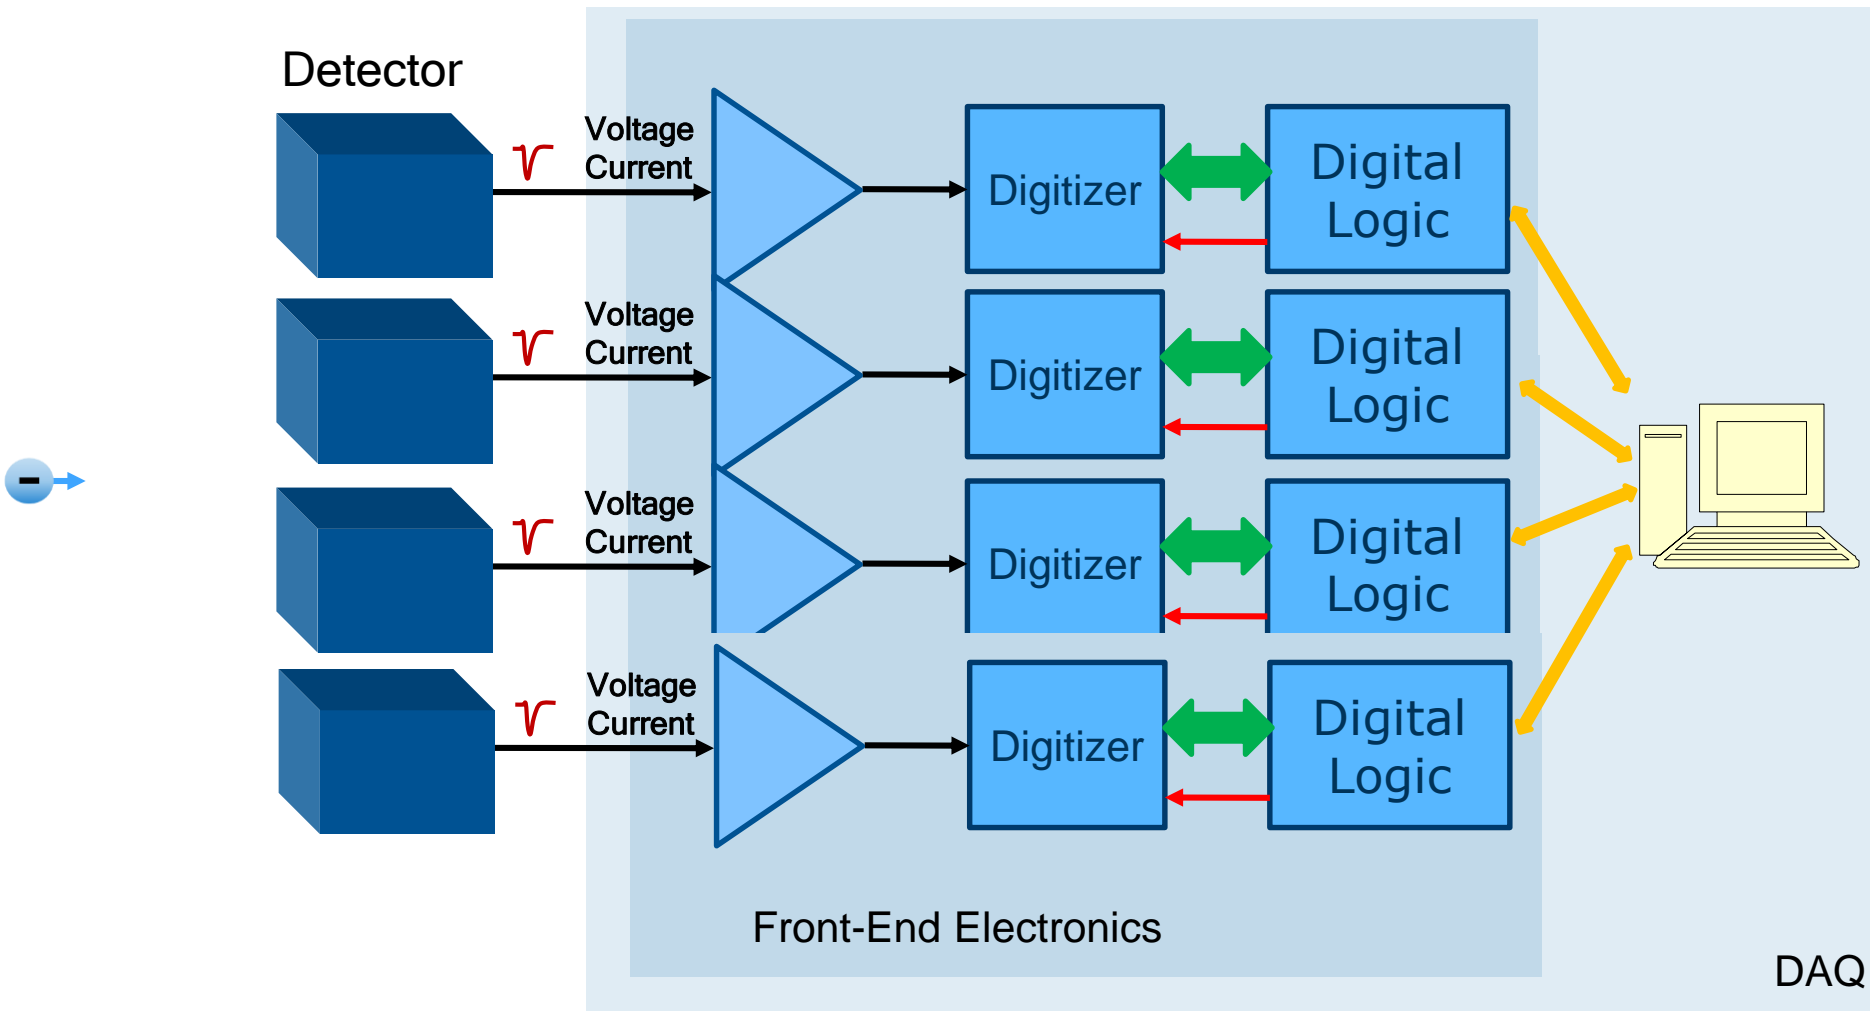 Detector
Voltage
Current
Digitizer
Digital
Logic
Voltage
Current
Digitizer
Digital
Logic
-
Voltage
Current
Digitizer
Digital
Logic
Voltage
Current
Digitizer
Digital
Logic
Front-End Electronics
DAQ